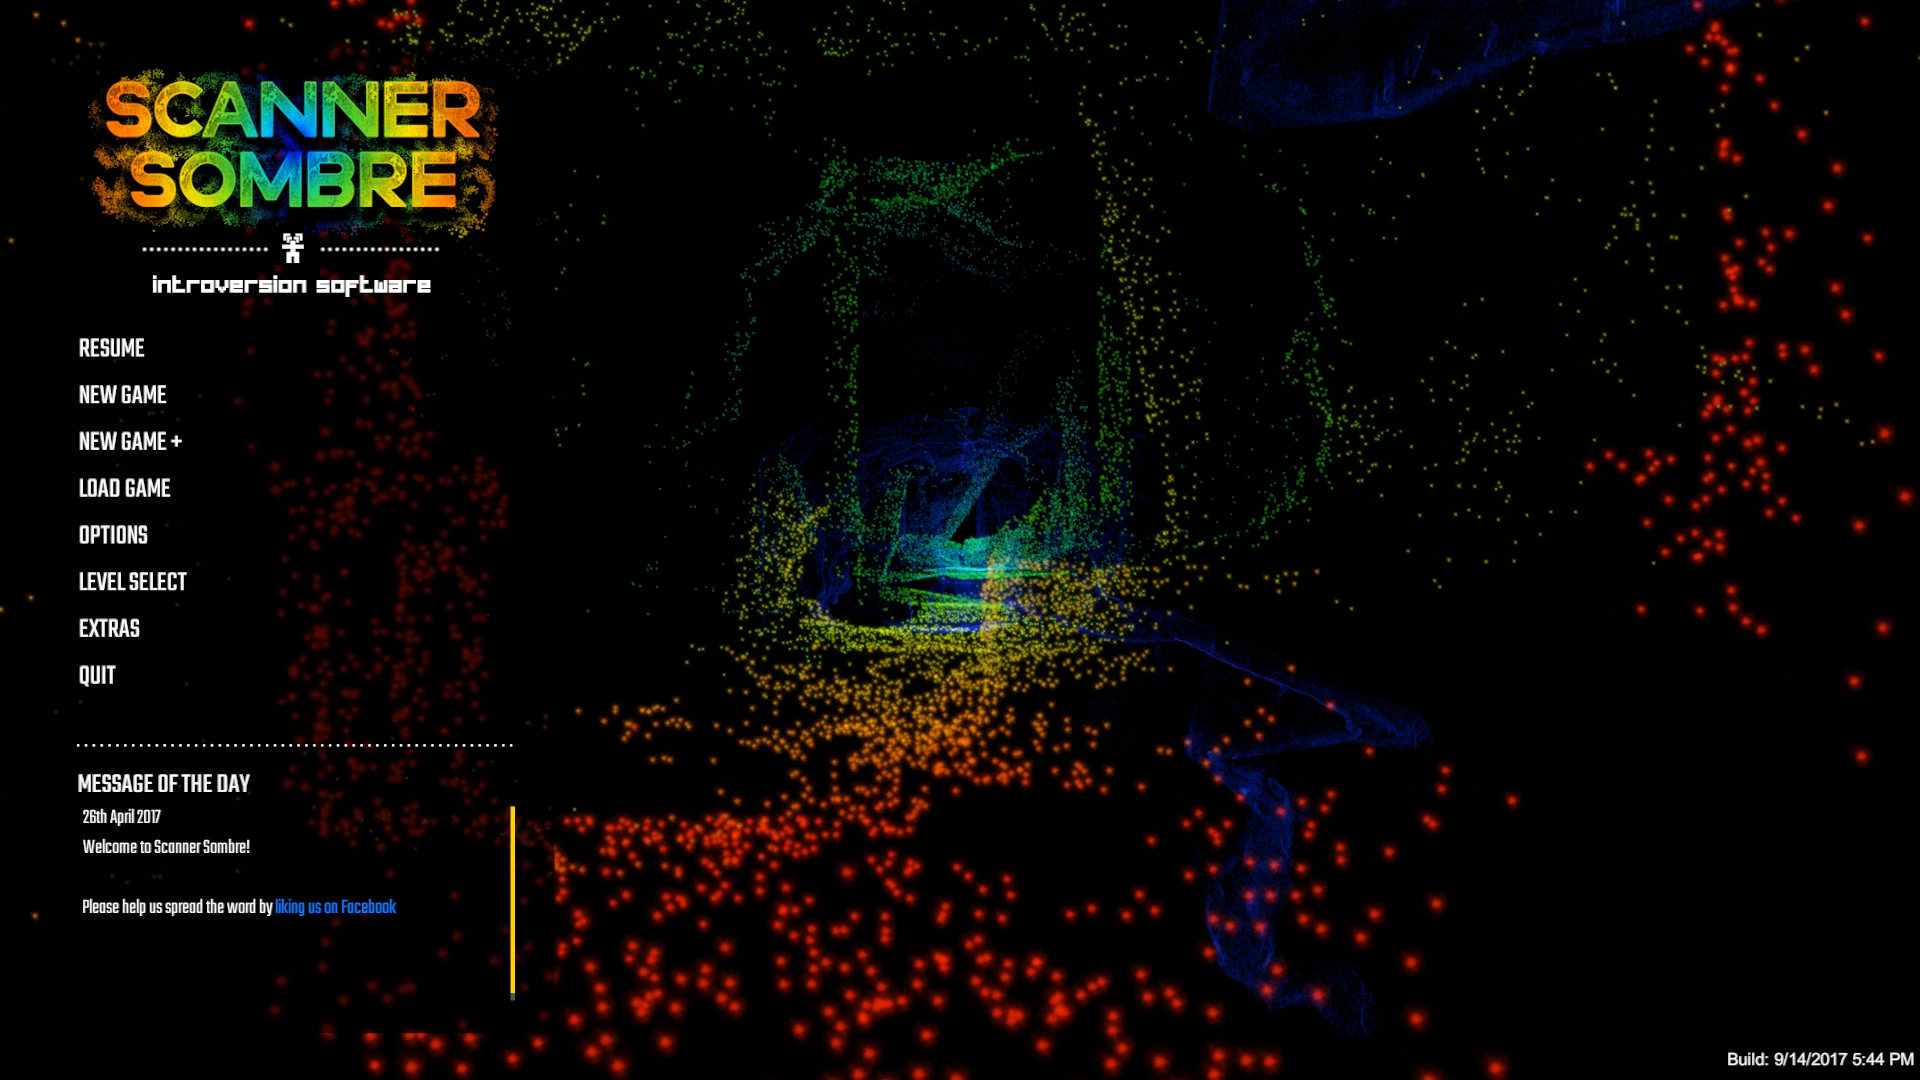 SCANNER
SOMBRE
introversion software
RESUME
NEW GAME
NEW GAME +
LOAD GAME
OPTIONS
LEVEL SELECT
EXTRAS
QUIT
MESSAGE OF THE DAY
26th April 2017
Welcome to Scanner Sombre!
Please help us spread the word by liking us on Facebook
Build: 9/14/2017 5:44 PM